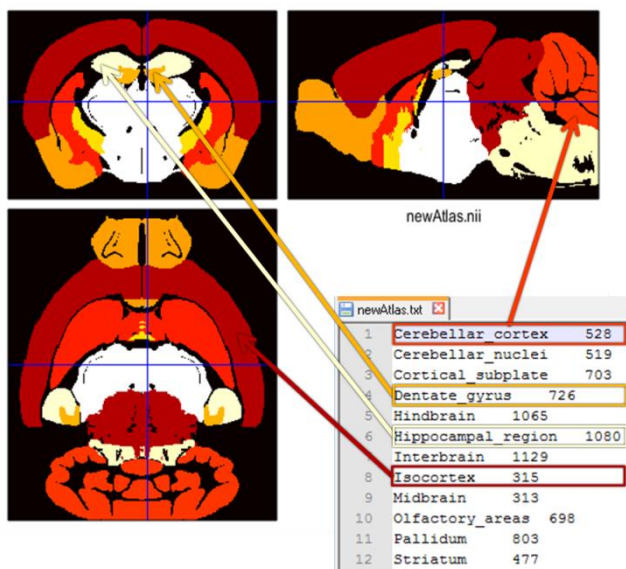 newAtlas.nii
newAtlas.txt
1 Cerebellar_cortex 528
2 Cerebellar_nuclei 519
3 Cortical_subplate 703
4 Dentate_gyrus 726
5 Hindbrain 1065
6 Hippocampal_region 1080
Interbrain 1129
8 Isocortex 315
9 Midbrain 313
10 Olfactory_areas 698
11 Pallidum 803
12 Striatum 477